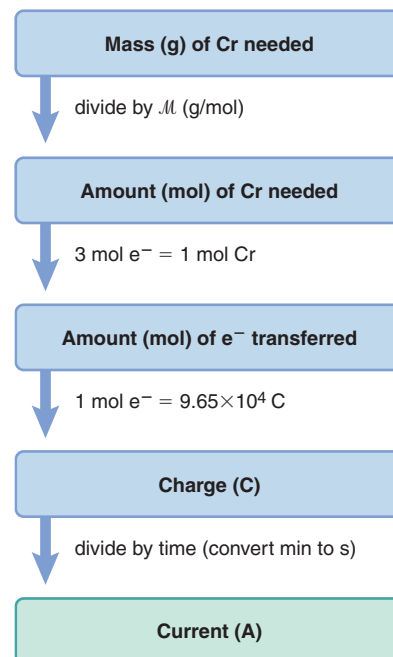 Mass (g) of Cr needed
divide by ℳ (g/mol)
Amount (mol) of Cr needed
3 mol e⁻ = 1 mol Cr
Amount (mol) of e⁻ transferred
1 mol e⁻ = 9.65×10⁴ C
Charge (C)
divide by time (convert min to s)
Current (A)